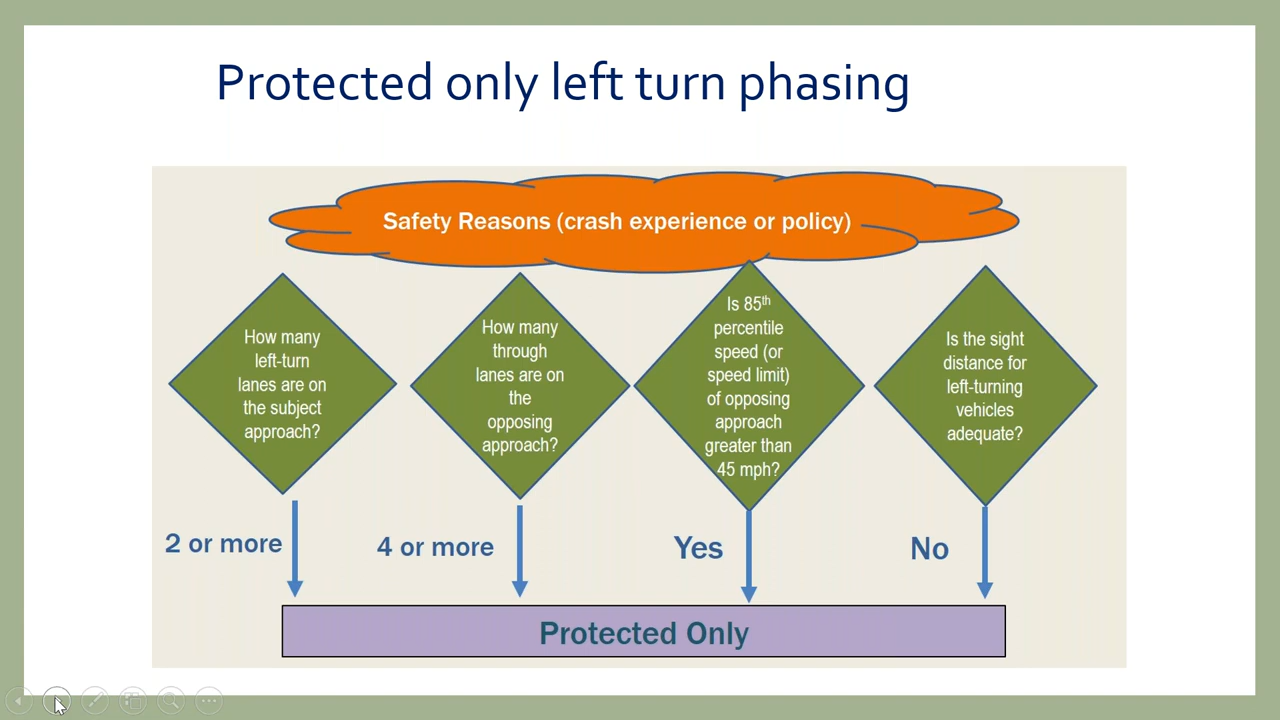 Protected only left turn phasing
Safety Reasons (crash experience or policy)
How many
left-turn
lanes are on
the subject
approach?
How many
through
lanes are on
the
opposing
approach?
Is 85th
percentile
speed (or
speed limit)
of opposing
approach
greater than
45 mph?
Is the sight
distance for
left-turning
vehicles
adequate?
2 or more
4 or more
Yes
No
Protected Only